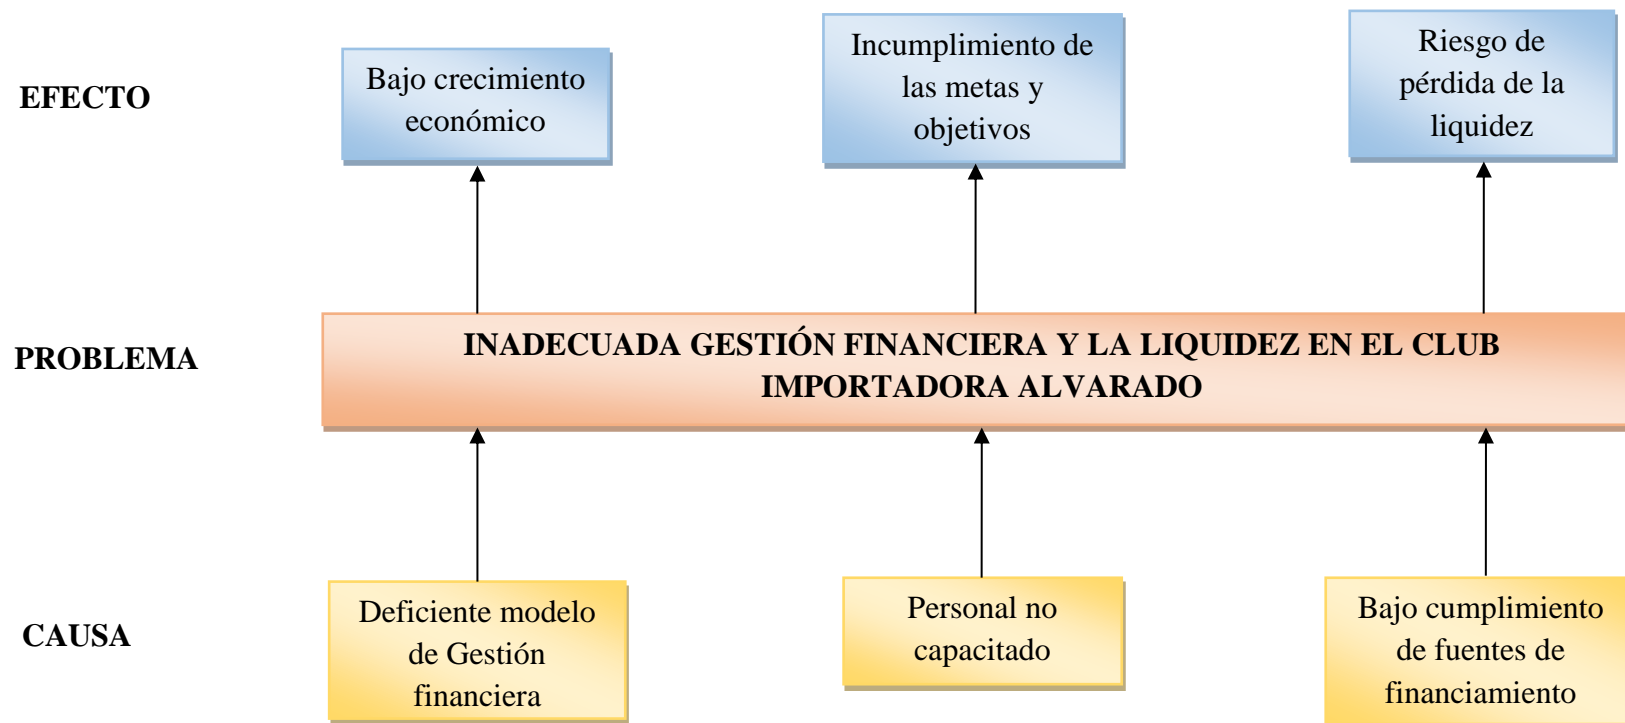 EFECTO
Bajo crecimiento
económico
Incumplimiento de
las metas y
objetivos
Riesgo de
pérdida de la
liquidez
PROBLEMA
INADECUADA GESTIÓN FINANCIERA Y LA LIQUIDEZ EN EL CLUB
IMPORTADORA ALVARADO
CAUSA
Deficiente modelo
de Gestión
financiera
Personal no
capacitado
Bajo cumplimiento
de fuentes de
financiamiento